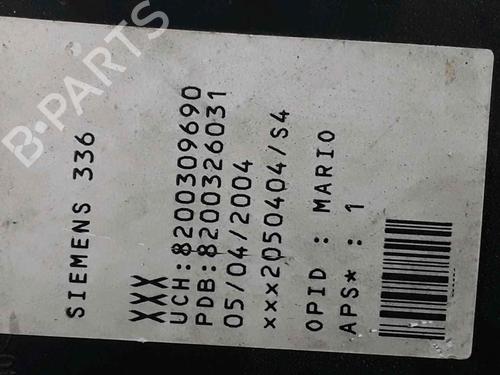 SIEMENS 336
XXX
UCH:8200309690
PDB:8200326031
05/04/2004
xxx2050404/S4
OPID : MARIO
APS* : 1
B-PARTS